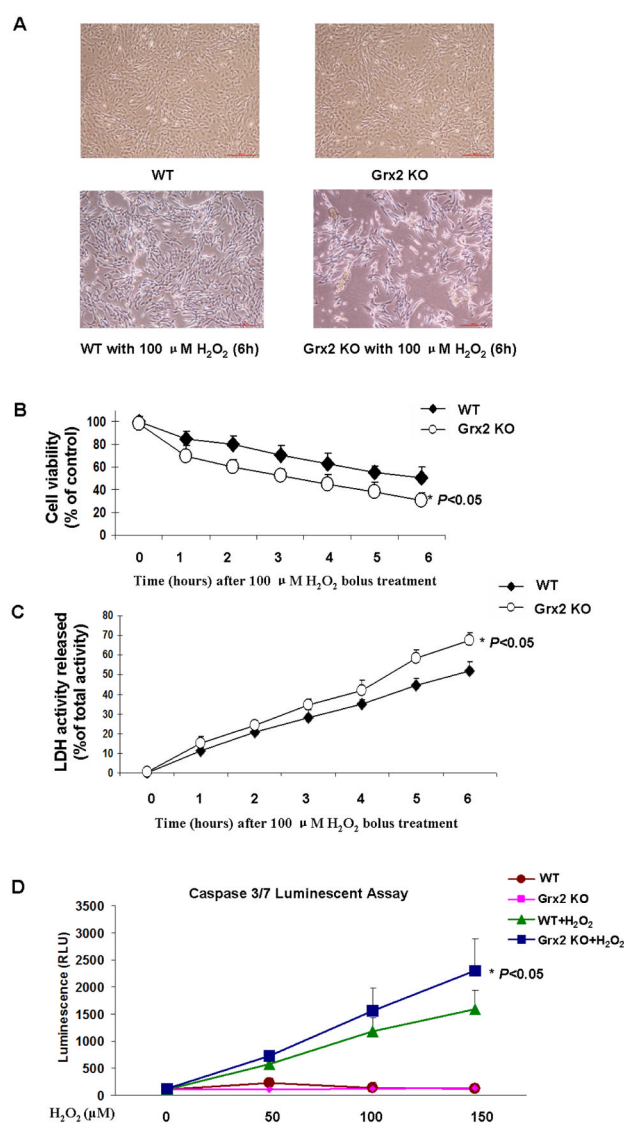 A
WT
Grx2 KO
WT with 100 μ M H₂O₂ (6h)
Grx2 KO with 100 μ M H₂O₂ (6h)
B
WT
Grx2 KO
Cell viability
(% of control)
100
80
60
40
20
0
* P<0.05
0 1 2 3 4 5 6
Time (hours) after 100 μ M H₂O₂ bolus treatment
C
WT
Grx2 KO
LDH activity released
(%of total activity)
80
70
60
50
40
30
20
10
0
* P<0.05
0 1 2 3 4 5 6
Time (hours) after 100 μ M H₂O₂ bolus treatment
D
Caspase 3/7 Luminescent Assay
WT
Grx2 KO
WT+H₂O₂
Grx2 KO+H₂O₂
Luminescence (RLU)
3500
3000
2500
2000
1500
1000
500
0
* P<0.05
H₂O₂ (μM) 0 50 100 150